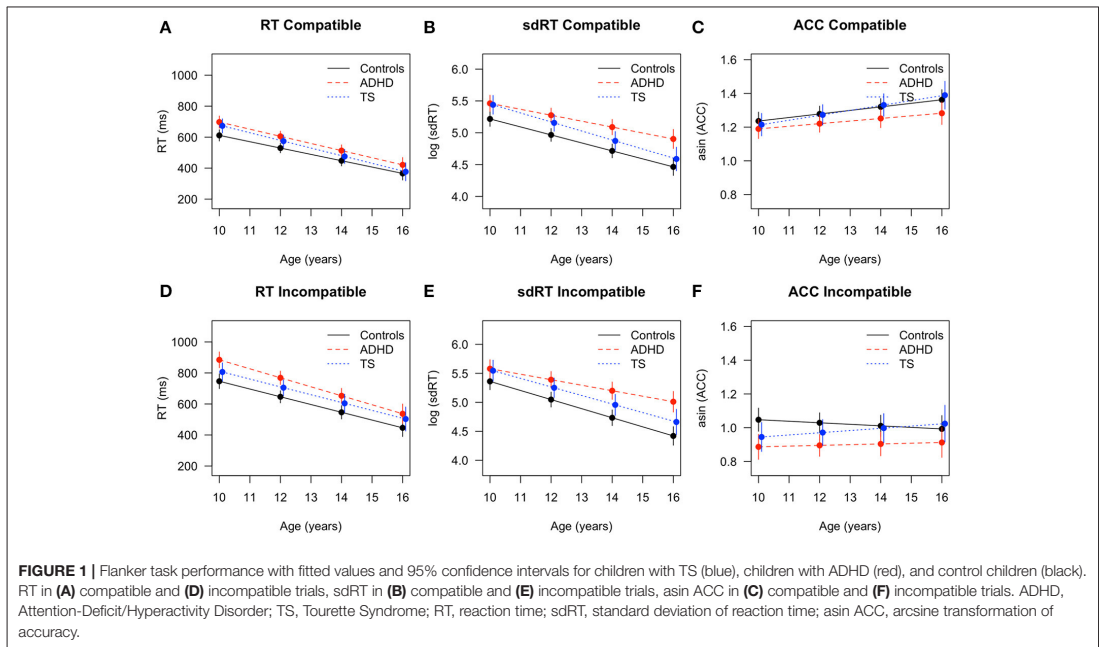 A RT Compatible
Controls
ADHD
TS
1000
800
600
400
200
RT (ms)
10 11 12 13 14 15 16
Age (years)
B sdRT Compatible
Controls
ADHD
TS
6.0
5.5
5.0
4.5
4.0
log (sdRT)
10 11 12 13 14 15 16
Age (years)
C ACC Compatible
Controls
ADHD
TS
1.6
1.4
1.2
1.0
0.8
asin (ACC)
10 11 12 13 14 15 16
Age (years)
D RT Incompatible
Controls
ADHD
TS
1000
800
600
400
200
RT (ms)
10 11 12 13 14 15 16
Age (years)
E sdRT Incompatible
Controls
ADHD
TS
6.0
5.5
5.0
4.5
4.0
log (sdRT)
10 11 12 13 14 15 16
Age (years)
F ACC Incompatible
Controls
ADHD
TS
1.6
1.4
1.2
1.0
0.8
asin (ACC)
10 11 12 13 14 15 16
Age (years)
FIGURE 1 | Flanker task performance with fitted values and 95% confidence intervals for children with TS (blue), children with ADHD (red), and control children (black).
RT in (A) compatible and (D) incompatible trials, sdRT in (B) compatible and (E) incompatible trials, asin ACC in (C) compatible and (F) incompatible trials. ADHD,
Attention-Deficit/Hyperactivity Disorder; TS, Tourette Syndrome; RT, reaction time; sdRT, standard deviation of reaction time; asin ACC, arcsine transformation of
accuracy.